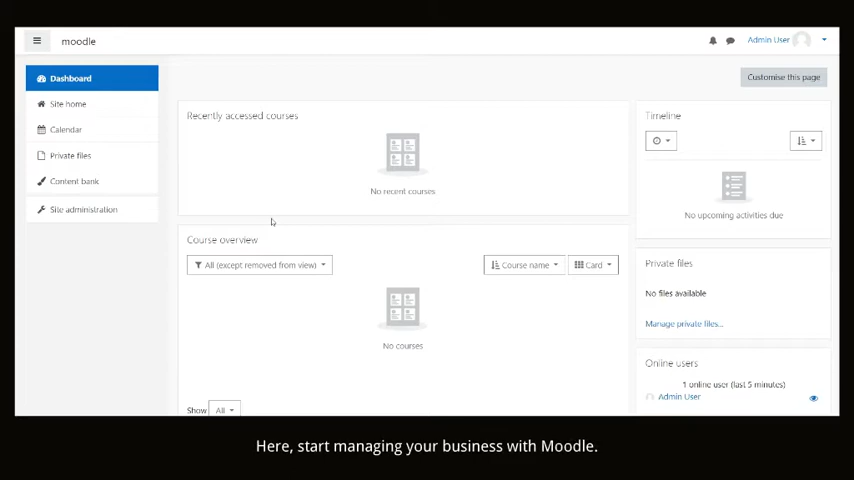 moodle
Admin User
Dashboard
Site home
Calendar
Private files
Content bank
Site administration
Customise this page
Recently accessed courses
No recent courses
Course overview
All (except removed from view)
Course name
Card
No courses
Show All
Timeline
No upcoming activities due
Private files
No files available
Manage private files...
Online users
1 online user (last 5 minutes)
Admin User
Here, start managing your business with Moodle.